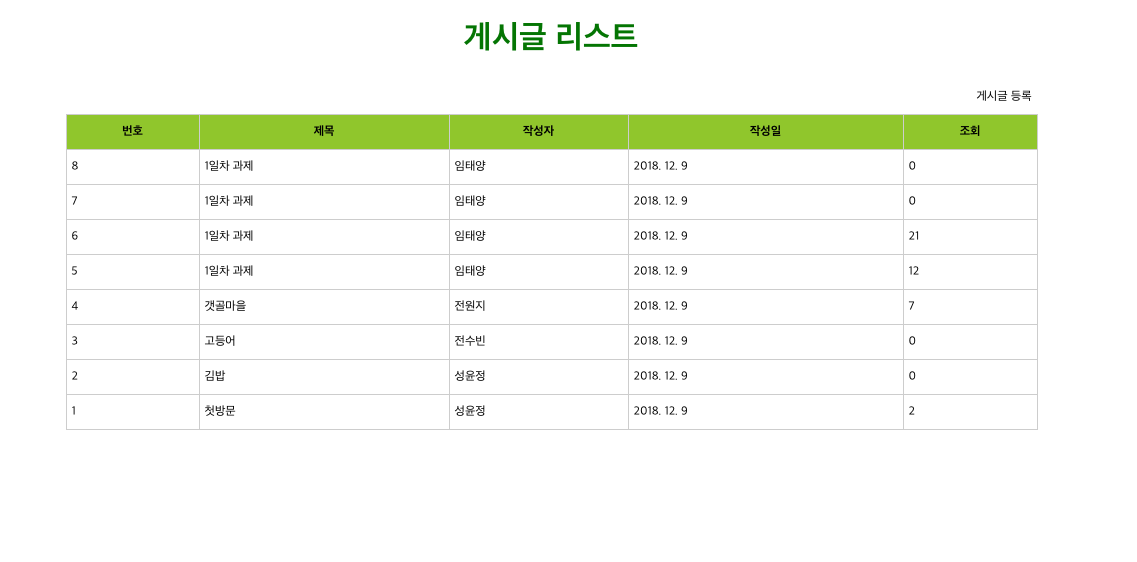 게시글 리스트
게시글 등록
번호 제목 작성자 작성일 조회
8 1일차 과제 임태양 2018. 12. 9 0
7 1일차 과제 임태양 2018. 12. 9 0
6 1일차 과제 임태양 2018. 12. 9 21
5 1일차 과제 임태양 2018. 12. 9 12
4 갯골마을 전원지 2018. 12. 9 7
3 고등어 전수빈 2018. 12. 9 0
2 김밥 성윤정 2018. 12. 9 0
1 첫방문 성윤정 2018. 12. 9 2